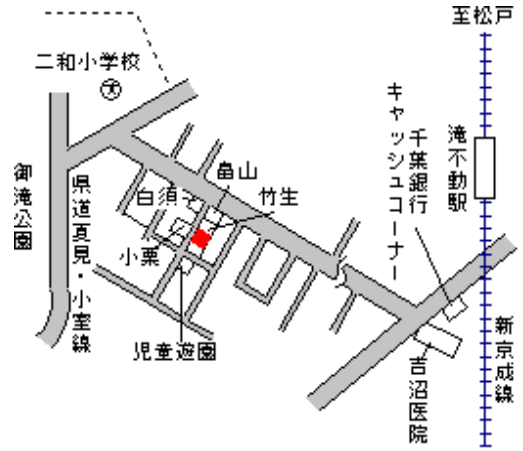 至松戸
二和小学校
文
キャッシュコーナー
千葉銀行
滝不動駅
畠山
白須
竹生
御滝公園
県道夏見・小室線
小栗
児童遊園
吉沼医院
新京成線